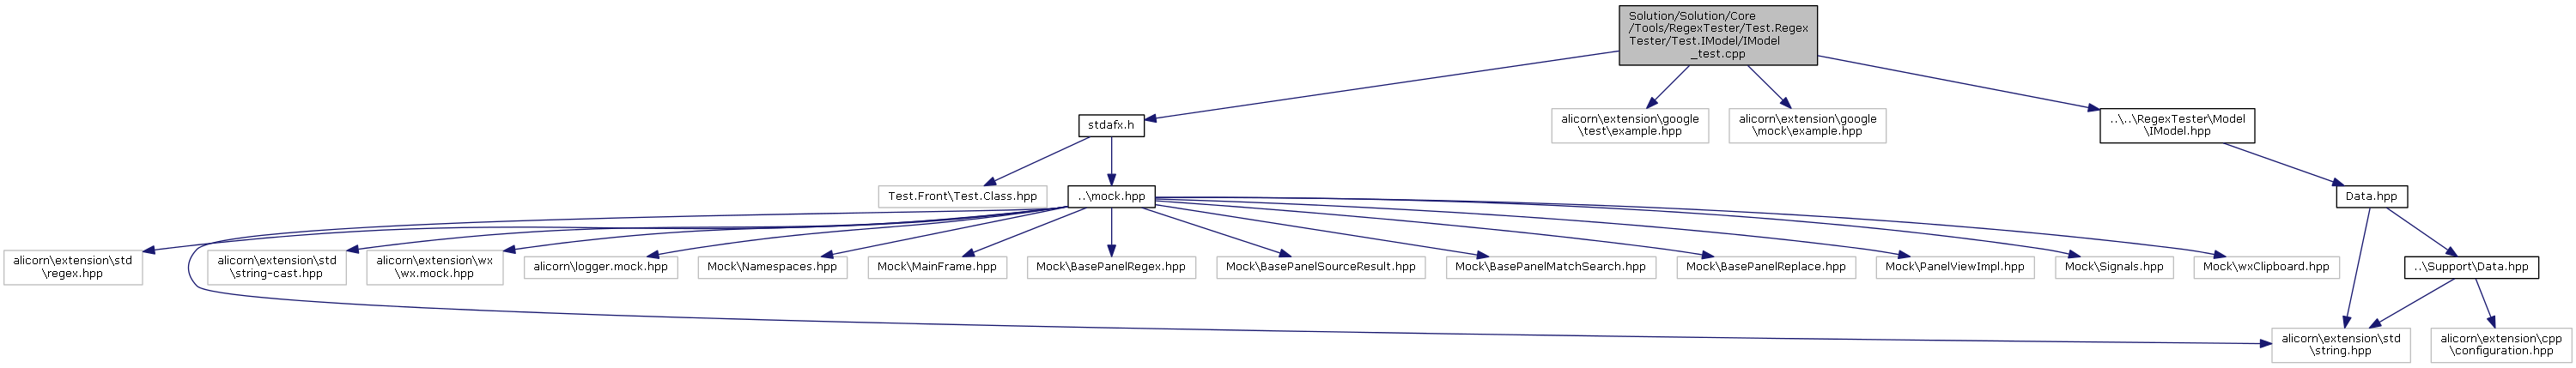 Solution/Solution/Core
/Tools/RegexTester/Test.Regex
Tester/Test.IModel/IModel
_test.cpp
stdafx.h
alicorn\extension\google
\test\example.hpp
alicorn\extension\google
\mock\example.hpp
..\..\RegexTester\Model
\IModel.hpp
Test.Front\Test.Class.hpp
..\mock.hpp
Data.hpp
alicorn\extension\std
\regex.hpp
alicorn\extension\std
\string-cast.hpp
alicorn\extension\wx
\wx.mock.hpp
alicorn\logger.mock.hpp
Mock\Namespaces.hpp
Mock\MainFrame.hpp
Mock\BasePanelRegex.hpp
Mock\BasePanelSourceResult.hpp
Mock\BasePanelMatchSearch.hpp
Mock\BasePanelReplace.hpp
Mock\PanelViewImpl.hpp
Mock\Signals.hpp
Mock\wxClipboard.hpp
..\Support\Data.hpp
alicorn\extension\std
\string.hpp
alicorn\extension\cpp
\configuration.hpp